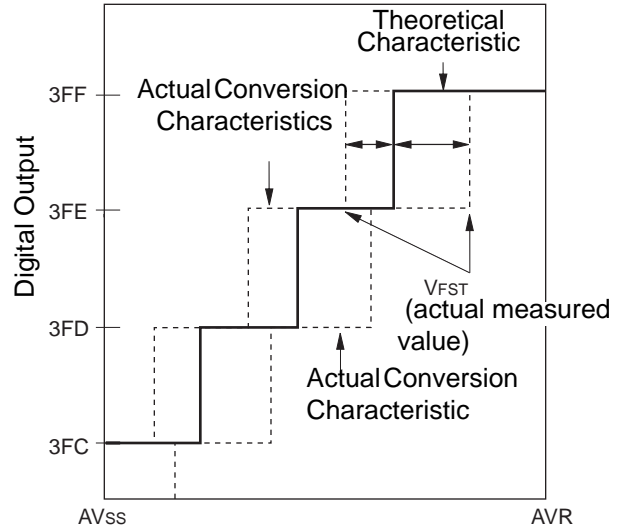 Theoretical
Characteristic
Actual Conversion
Characteristics
3FF
3FE
Digital Output
VFST
(actual measured
value)
3FD
Actual Conversion
Characteristic
3FC
AVss
AVR